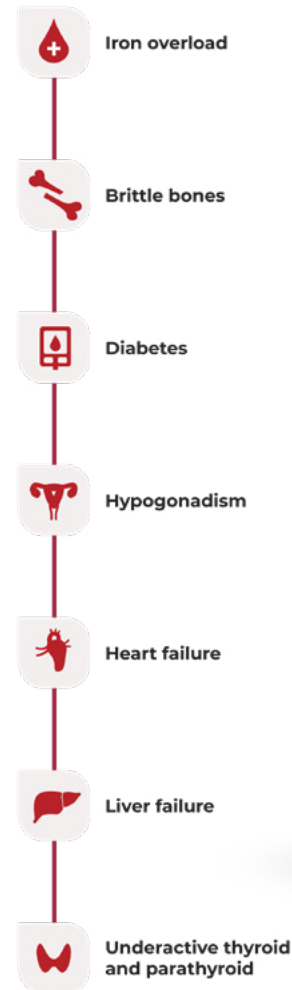 Iron overload
Brittle bones
Diabetes
Hypogonadism
Heart failure
Liver failure
Underactive thyroid
and parathyroid